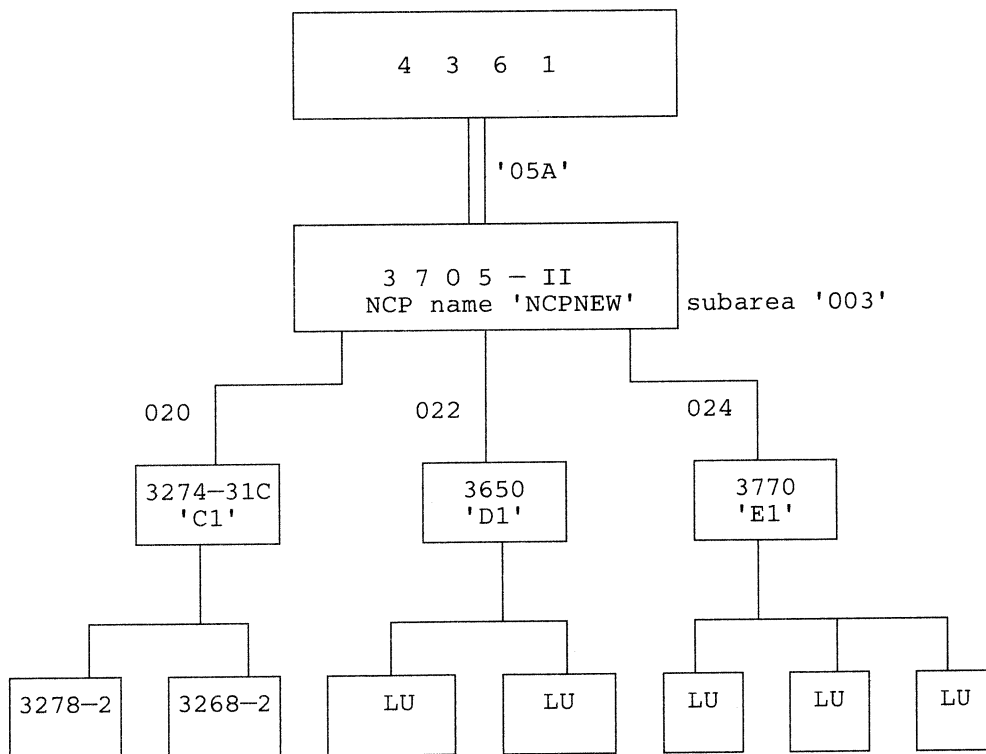 4 3 6 1
'05A'
3 7 0 5 — II
NCP name 'NCPNEW'
subarea '003'
020
022
024
3274—31C
'C1'
3650
'D1'
3770
'E1'
3278—2
3268—2
LU
LU
LU
LU
LU